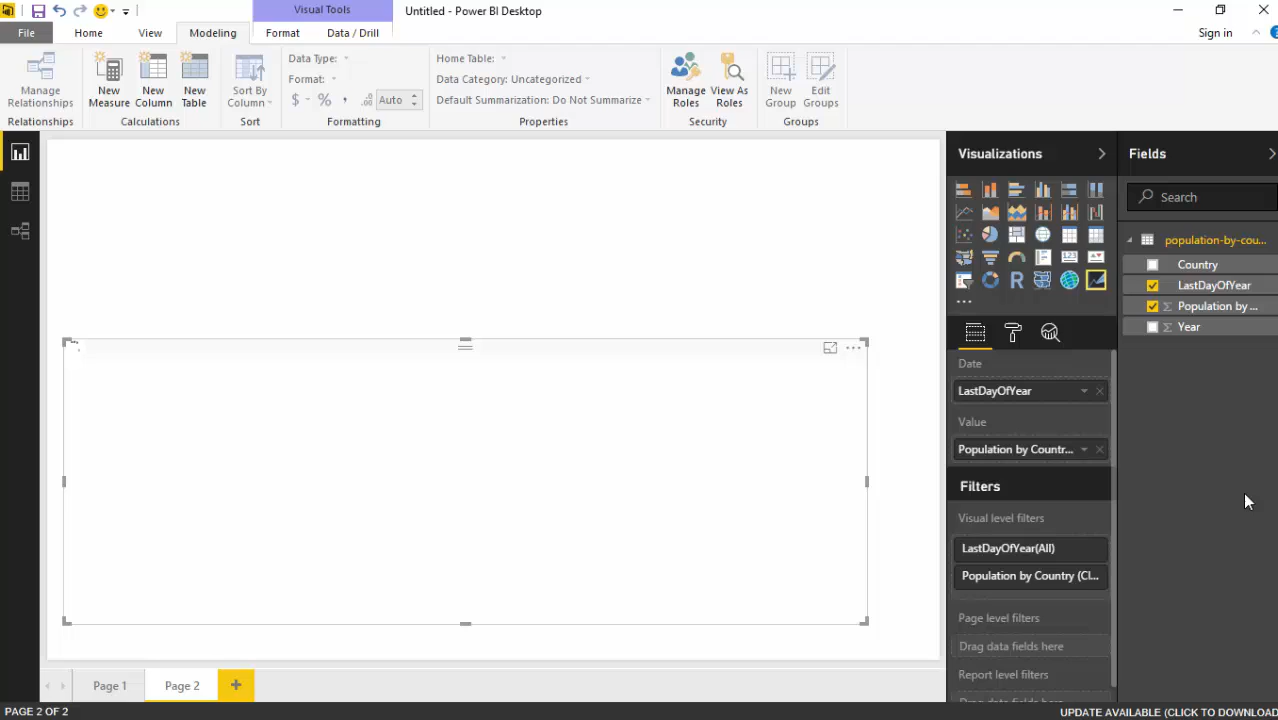 Visual Tools
Untitled - Power BI Desktop
File
Home
View
Modeling
Format
Data / Drill
Sign in
Manage
Relationships
Relationships
New
Measure
New
Column
New
Table
Calculations
Sort By
Column
Sort
Data Type:
Format:
$ % , .00 Auto
Formatting
Home Table:
Data Category: Uncategorized
Default Summarization: Do Not Summarize
Properties
Manage
Roles
View As
Roles
Security
New
Group
Edit
Groups
Groups
Visualizations
R
...
Date
LastDayOfYear
Value
Population by Countr...
Filters
Visual level filters
LastDayOfYear(All)
Population by Country (Cl...
Page level filters
Drag data fields here
Report level filters
Drag data fields here
Fields
Search
population-by-cou...
Country
LastDayOfYear
Σ Population by ...
Σ Year
Page 1
Page 2
+
PAGE 2 OF 2
UPDATE AVAILABLE (CLICK TO DOWNLOAD